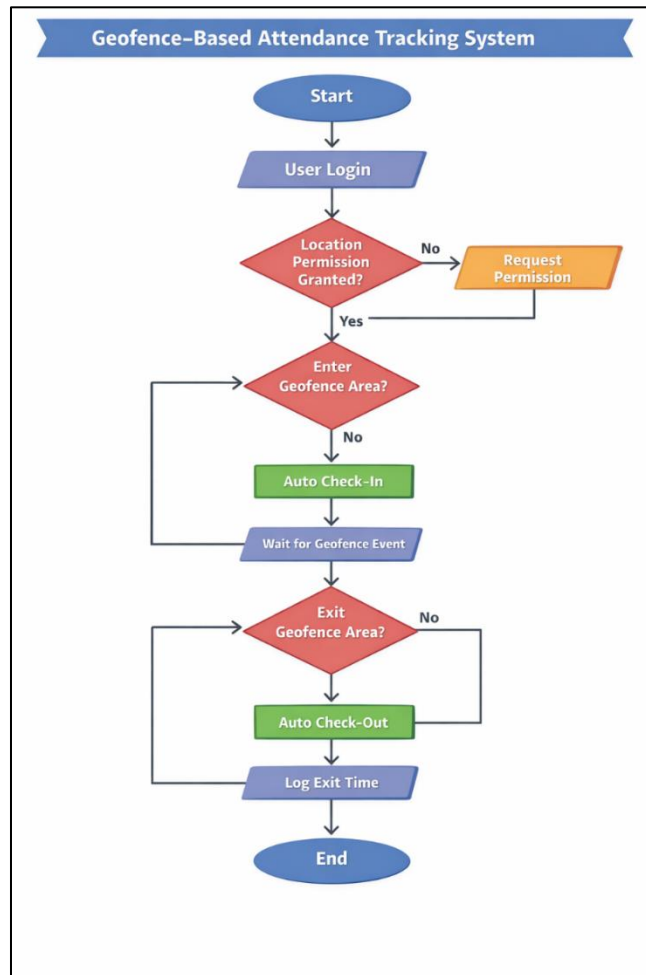 Geofence-Based Attendance Tracking System
Start
User Login
Location
Permission
Granted?
No
Request
Permission
Yes
Enter
Geofence Area?
No
Auto Check-In
Wait for Geofence Event
Exit
Geofence Area?
No
Auto Check-Out
Log Exit Time
End